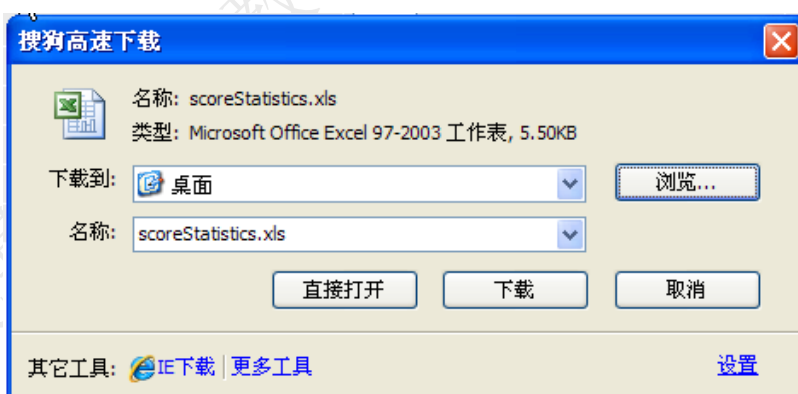 搜狗高速下载
名称: scoreStatistics.xls
类型: Microsoft Office Excel 97-2003 工作表, 5.50KB
下载到: 桌面 浏览...
名称: scoreStatistics.xls
直接打开 下载 取消
其它工具: IE下载 | 更多工具 设置